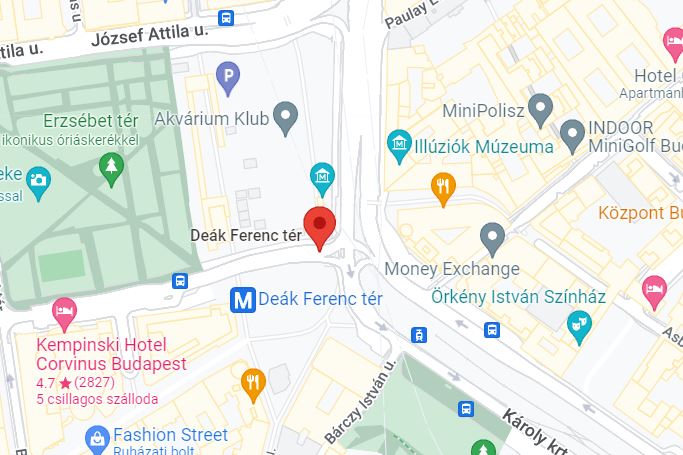 Paulay E
József Attila u.
ttila u.
Hotel
Apartmanh
Erzsébet tér
ikonikus óriáskerékkel
Akvárium Klub
MiniPolisz
INDOOR
MiniGolf Bu
Illúziók Múzeuma
eke
ssal
Központ Bu
Deák Ferenc tér
Money Exchange
M Deák Ferenc tér
Örkény István Színház
Kempinski Hotel
Corvinus Budapest
4.7 ★ (2827)
5 csillagos szálloda
Bárczy István u.
Károly krt
Fashion Street
Ruházati bolt